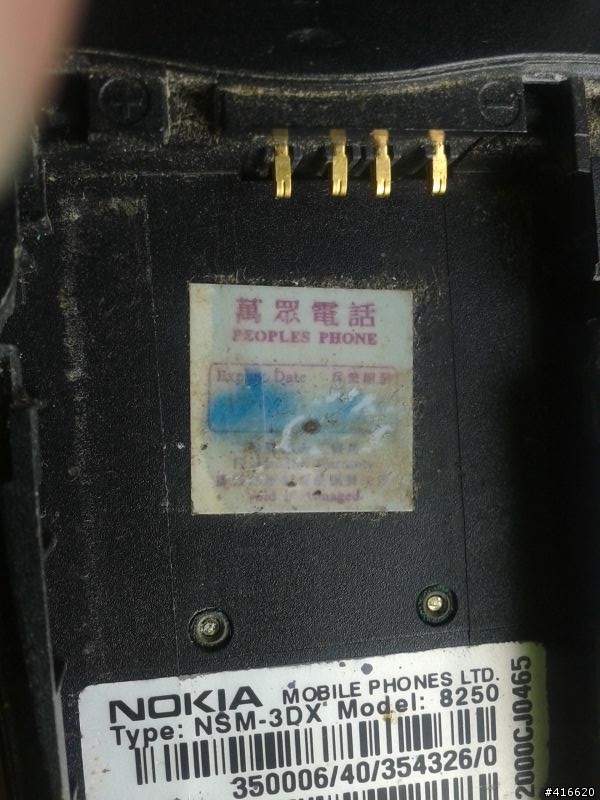 萬眾電話
PEOPLES PHONE
Date
void if damaged.
NOKIA MOBILE PHONES LTD.
Type: NSM-3DX Model: 8250
350006/40/354326/0
2000CJ0465
#416620